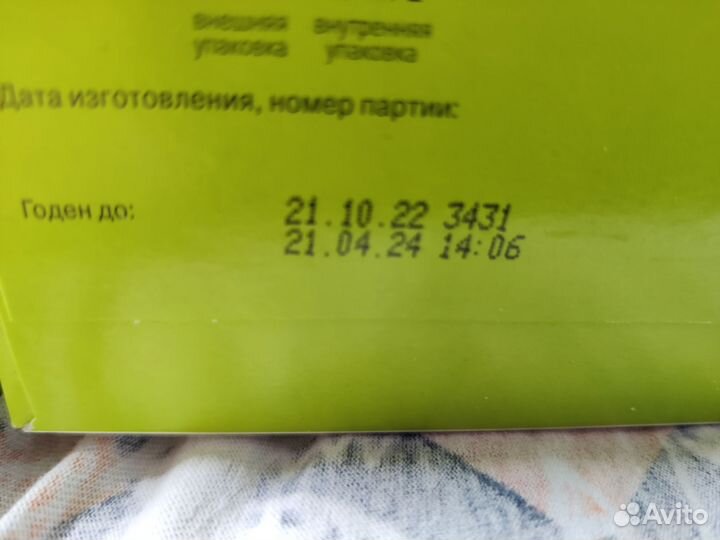 внешняя внутренняя
упаковка упаковка
Дата изготовления, номер партии:
Годен до: 21.10.22 3431
21.04.24 14:06
Avito